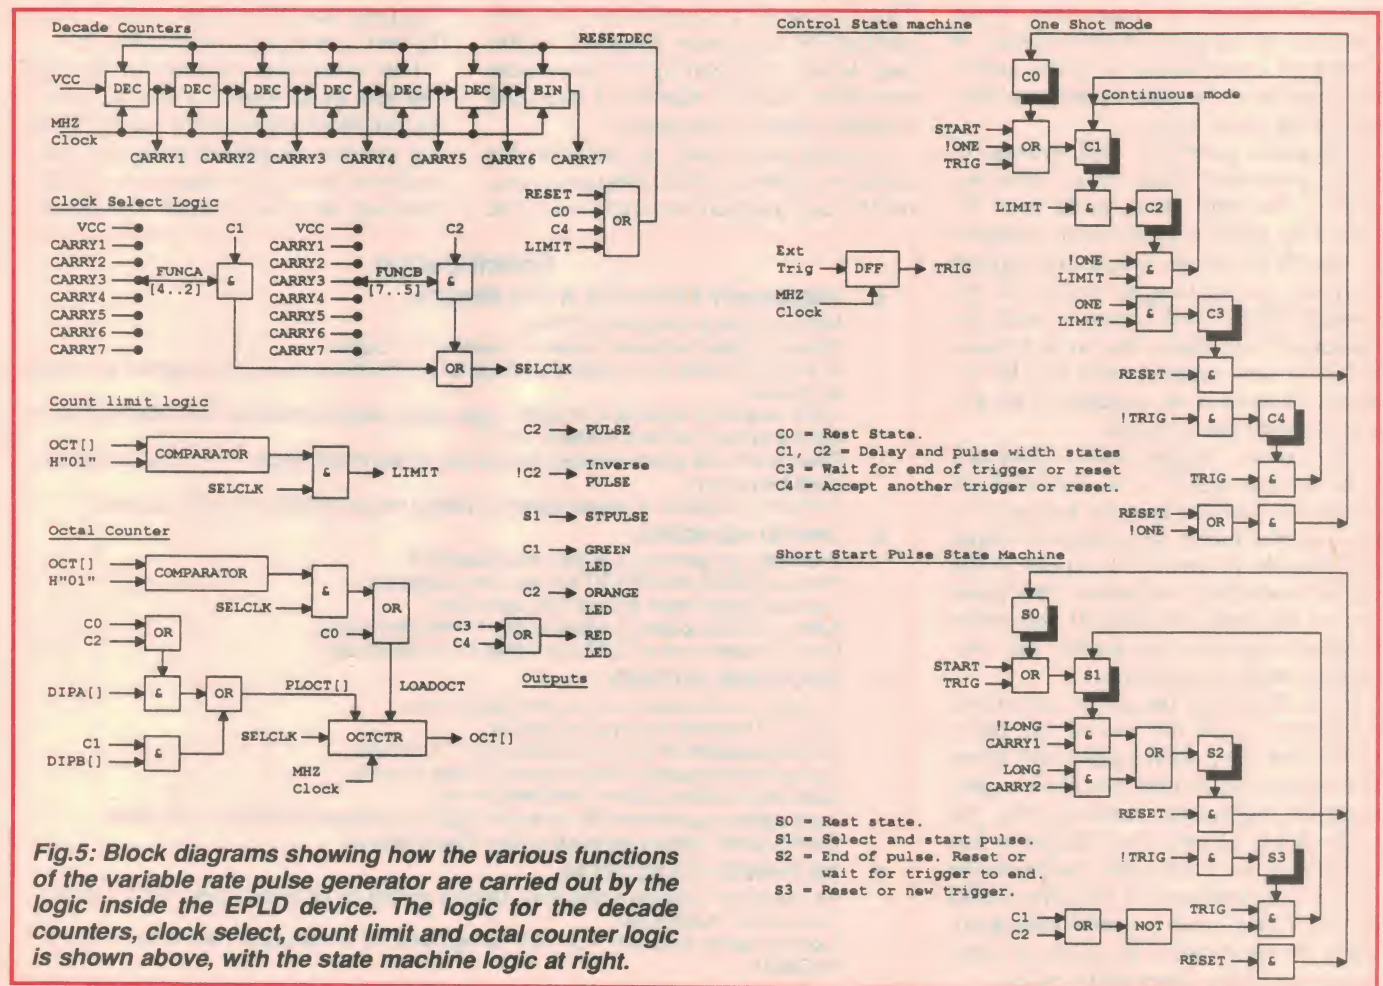 Decade Counters
RESETDEC
VCC
DEC
DEC
DEC
DEC
DEC
DEC
BIN
MHZ
Clock
CARRY1
CARRY2
CARRY3
CARRY4
CARRY5
CARRY6
CARRY7
RESET
C0
C4
LIMIT
OR
Clock Select Logic
VCC
CARRY1
CARRY2
CARRY3
CARRY4
CARRY5
CARRY6
CARRY7
FUNCA
[4..2]
C1
&
VCC
CARRY1
CARRY2
CARRY3
CARRY4
CARRY5
CARRY6
CARRY7
FUNCB
[7..5]
C2
&
OR
SELCLK
Count limit logic
OCT[]
H"01"
COMPARATOR
SELCLK
&
LIMIT
Octal Counter
OCT[]
H"01"
COMPARATOR
SELCLK
&
C0
OR
C0
C2
OR
DIPA[]
&
OR
C1
DIPB[]
&
PLOCT[]
LOADOCT
SELCLK
OCTCTR
OCT[]
MHZ
Clock
C2
PULSE
!C2
Inverse
PULSE
S1
STPULSE
C1
GREEN
LED
C2
ORANGE
LED
C3
C4
OR
RED
LED
Outputs
Control State machine
One Shot mode
C0
Continuous mode
START
!ONE
TRIG
OR
C1
LIMIT
&
C2
!ONE
LIMIT
&
ONE
LIMIT
&
C3
RESET
&
!TRIG
&
C4
TRIG
&
RESET
!ONE
OR
&
Ext
Trig
DFF
TRIG
MHZ
Clock
C0 = Rest State.
C1, C2 = Delay and pulse width states
C3 = Wait for end of trigger or reset
C4 = Accept another trigger or reset.
Short Start Pulse State Machine
S0
START
TRIG
OR
S1
!LONG
CARRY1
&
LONG
CARRY2
&
OR
S2
RESET
&
!TRIG
&
S3
TRIG
&
C1
C2
OR
NOT
RESET
&
S0 = Rest state.
S1 = Select and start pulse.
S2 = End of pulse. Reset or
wait for trigger to end.
S3 = Reset or new trigger.
Fig.5: Block diagrams showing how the various functions
of the variable rate pulse generator are carried out by the
logic inside the EPLD device. The logic for the decade
counters, clock select, count limit and octal counter logic
is shown above, with the state machine logic at right.